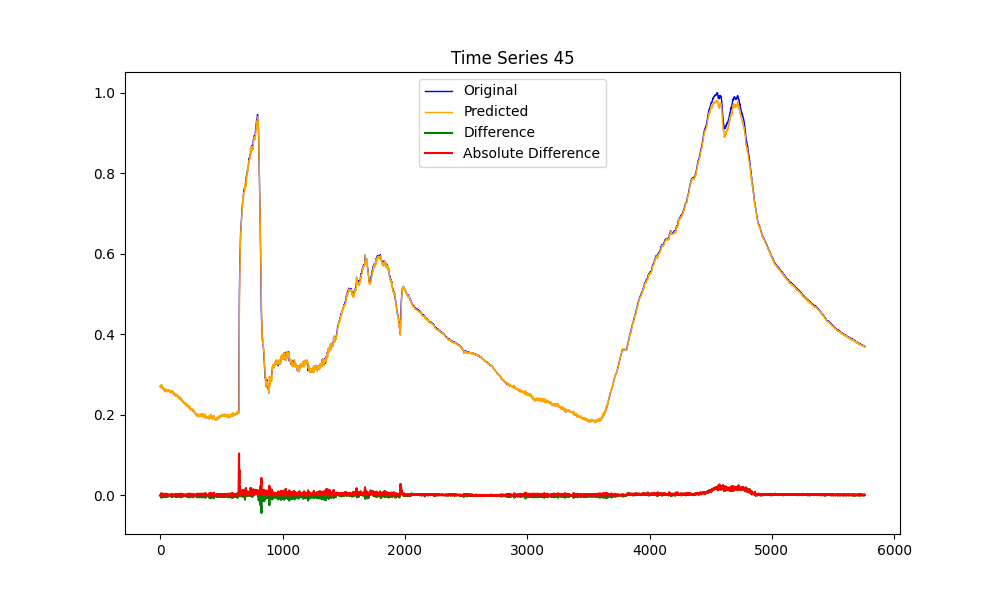 Time Series 45
Original
Predicted
Difference
Absolute Difference
1.0
0.8
0.6
0.4
0.2
0.0
0 1000 2000 3000 4000 5000 6000